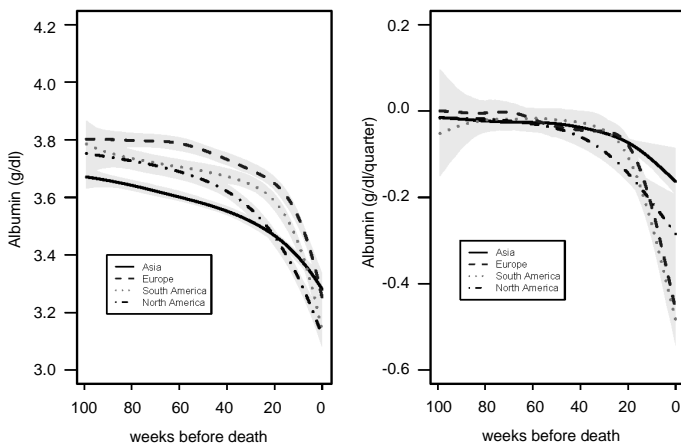 4.2
4.0
3.8
3.6
3.4
3.2
3.0
Albumin (g/dl)
Asia
Europe
South America
North America
100 80 60 40 20 0
weeks before death
0.2
0.0
-0.2
-0.4
-0.6
Albumin (g/dl/quarter)
Asia
Europe
South America
North America
100 80 60 40 20 0
weeks before death